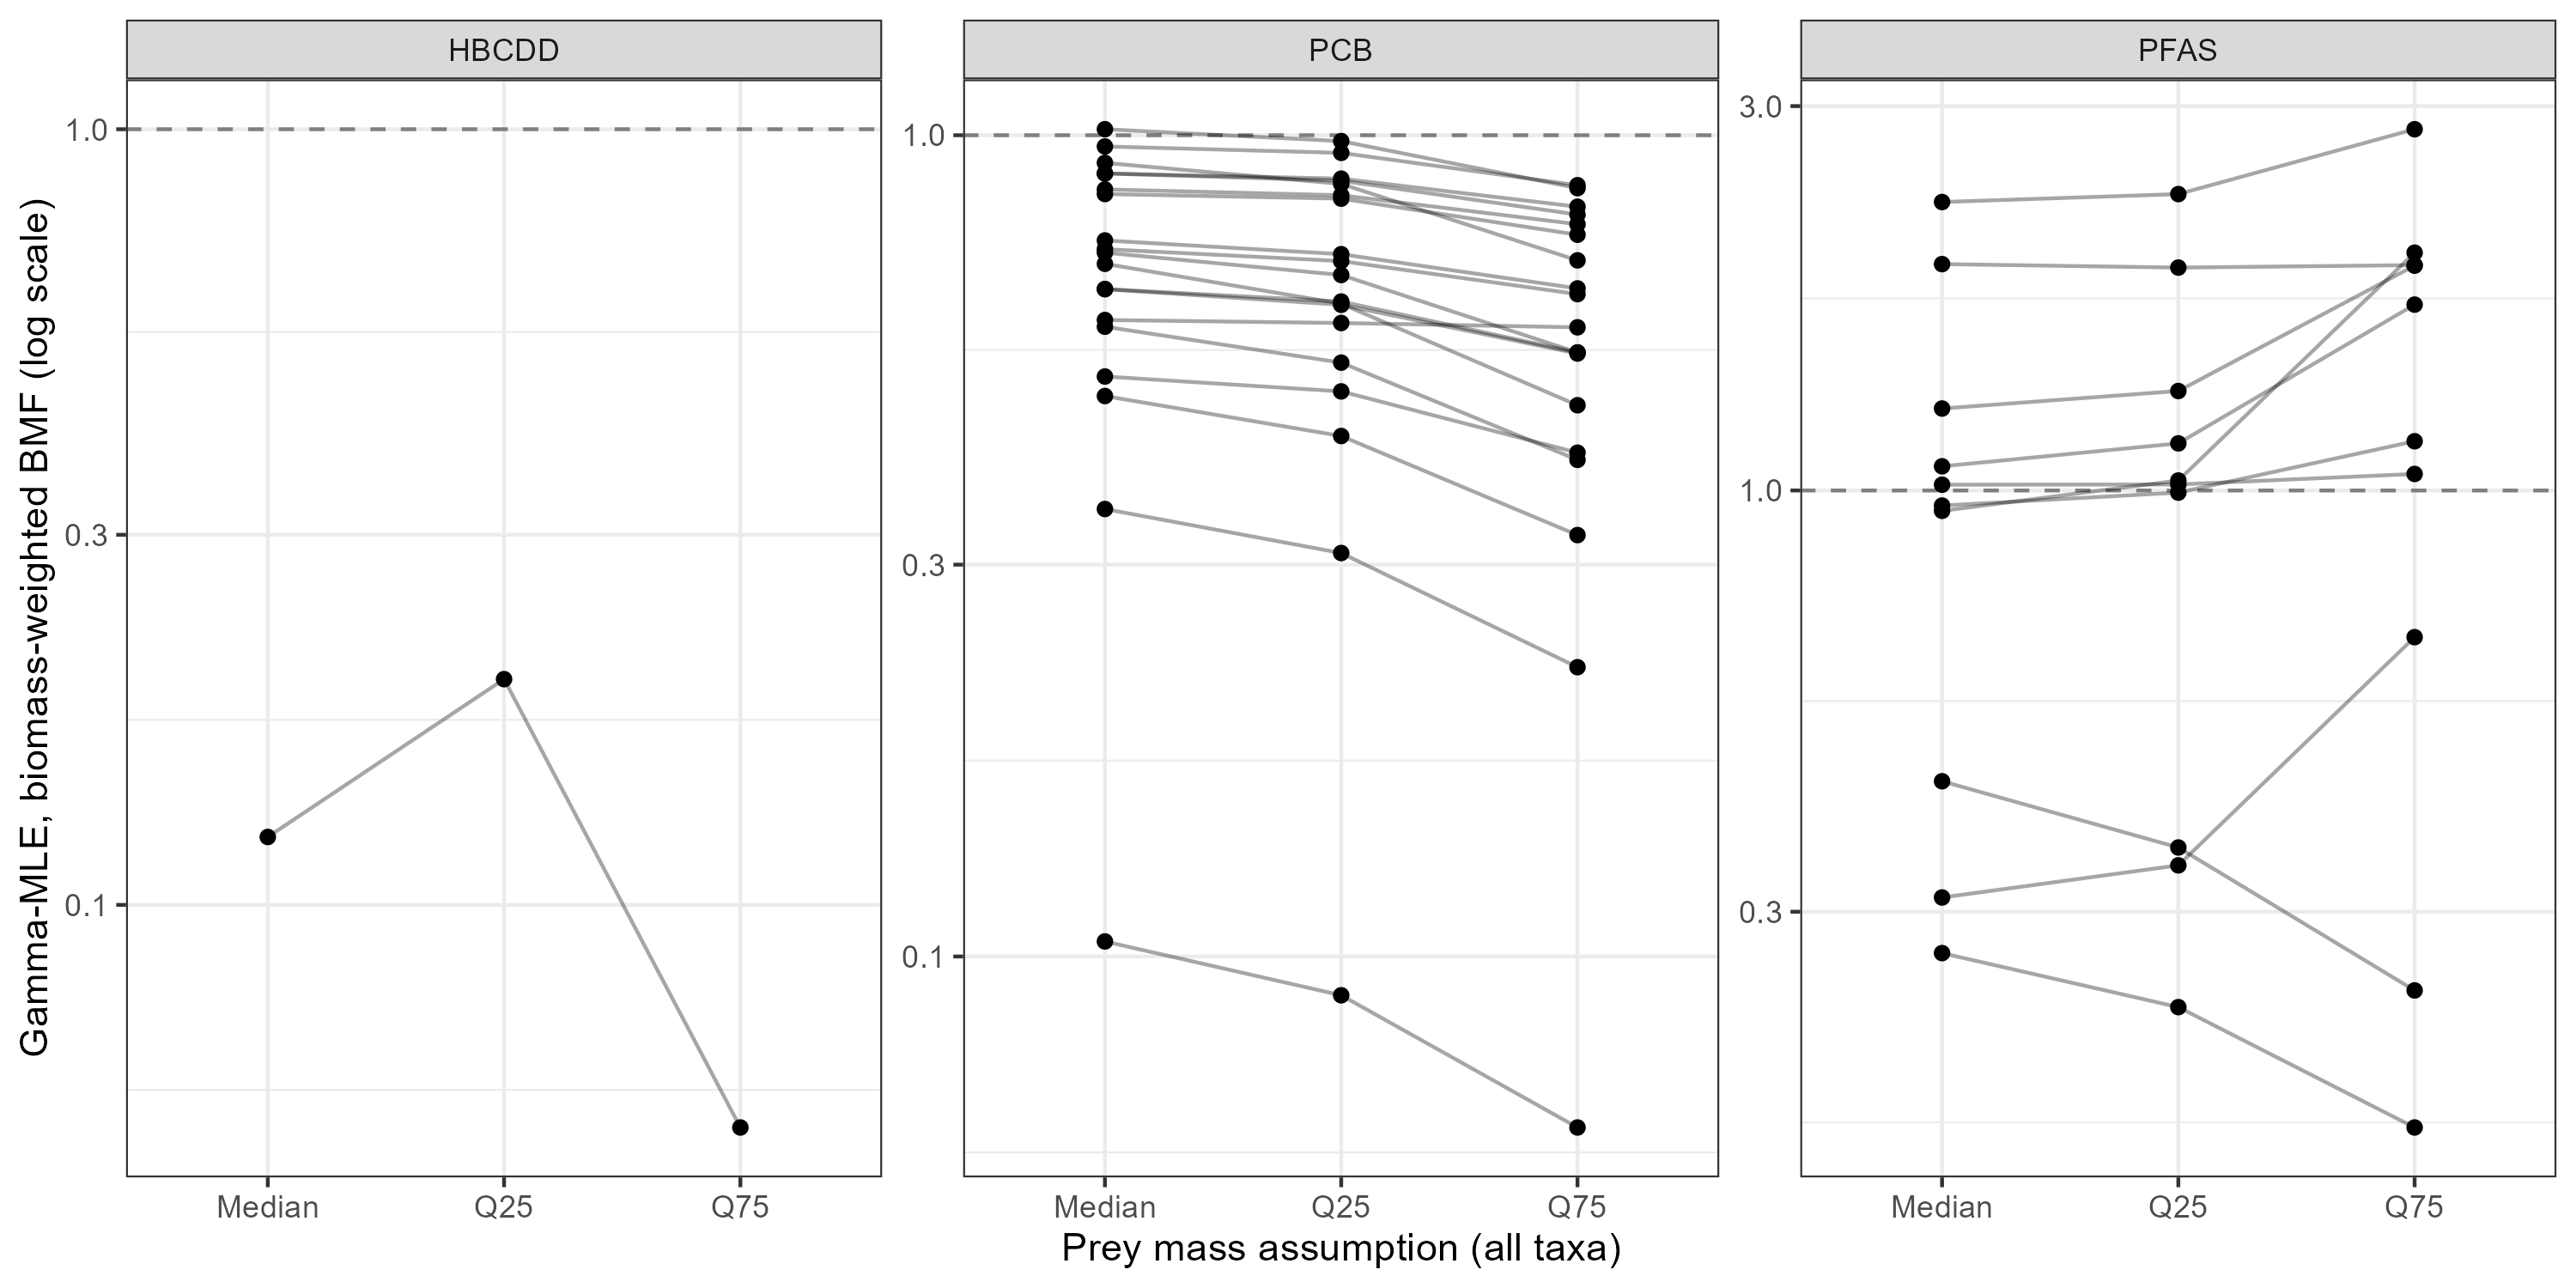 HBCDD
PCB
PFAS
Gamma-MLE, biomass-weighted BMF (log scale)
1.0
0.3
0.1
1.0
0.3
0.1
3.0
1.0
0.3
Median Q25 Q75
Median Q25 Q75
Median Q25 Q75
Prey mass assumption (all taxa)